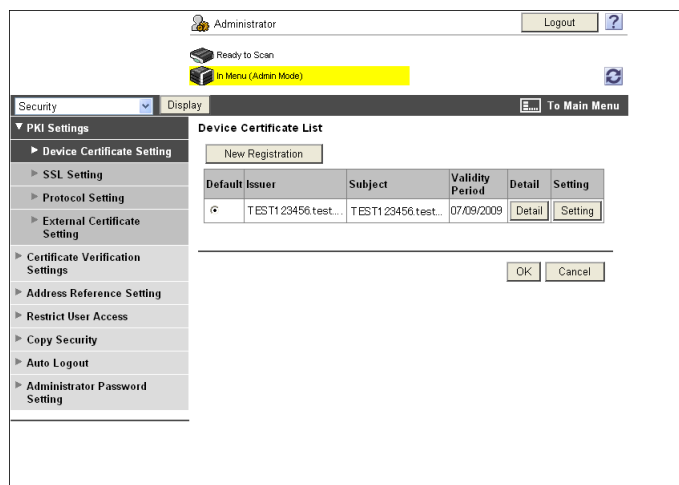 Administrator
Logout
?
Ready to Scan
In Menu (Admin Mode)
Security
Display
To Main Menu
PKI Settings
Device Certificate Setting
SSL Setting
Protocol Setting
External Certificate
Setting
Certificate Verification
Settings
Address Reference Setting
Restrict User Access
Copy Security
Auto Logout
Administrator Password
Setting
Device Certificate List
New Registration
Default Issuer Subject Validity Period Detail Setting
TEST123456.test.... TEST123456.test... 07/09/2009 Detail Setting
OK Cancel